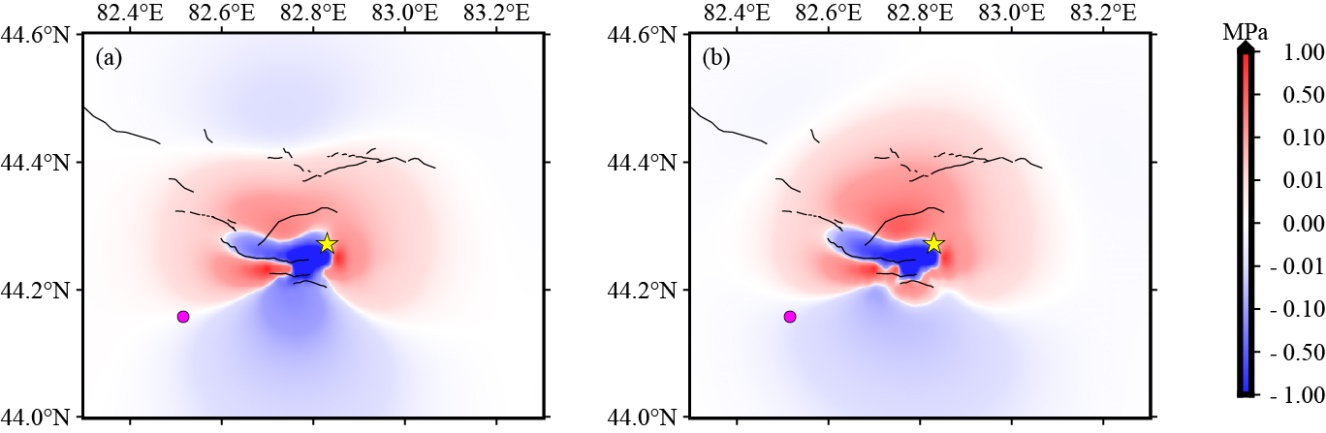 82.4°E 82.6°E 82.8°E 83.0°E 83.2°E
82.4°E 82.6°E 82.8°E 83.0°E 83.2°E
MPa
44.6°N
(a)
44.4°N
44.2°N
44.0°N
44.6°N
(b)
44.4°N
44.2°N
44.0°N
1.00
0.50
0.10
0.01
0.00
- 0.01
- 0.10
- 0.50
- 1.00